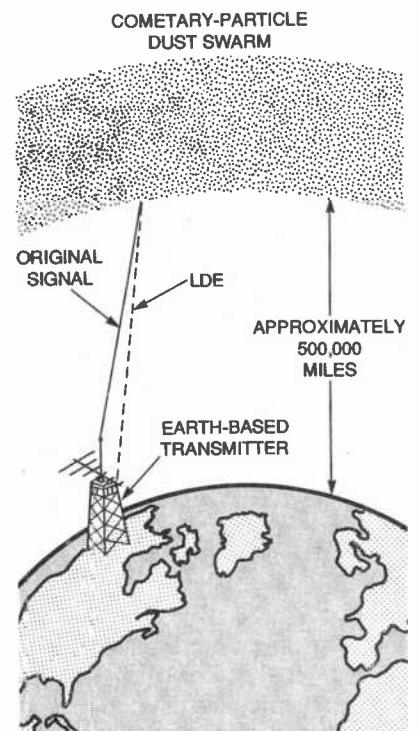 COMETARY-PARTICLE
DUST SWARM
ORIGINAL
SIGNAL
LDE
APPROXIMATELY
500,000
MILES
EARTH-BASED
TRANSMITTER